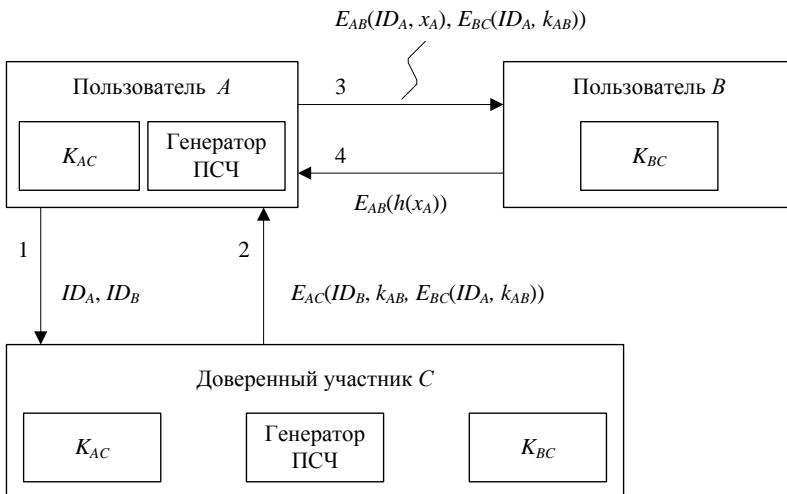 E_AB(ID_A, x_A), E_BC(ID_A, k_AB))
Пользователь A
3
Пользователь B
K_AC
Генератор
ПСЧ
4
K_BC
E_AB(h(x_A))
1
2
ID_A, ID_B
E_AC(ID_B, k_AB, E_BC(ID_A, k_AB))
Доверенный участник C
K_AC
Генератор
ПСЧ
K_BC